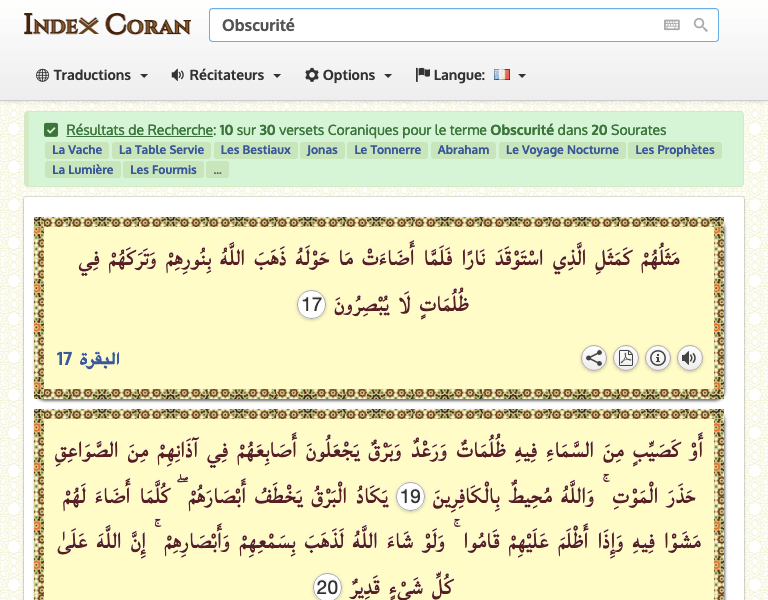 INDEX CORAN
Obscurité
Traductions Récitateurs Options Langue:
Résultats de Recherche: 10 sur 30 versets Coraniques pour le terme Obscurité dans 20 Sourates
La Vache La Table Servie Les Bestiaux Jonas Le Tonnerre Abraham Le Voyage Nocturne Les Prophètes
La Lumière Les Fourmis ...
مَثَلُهُمْ كَمَثَلِ الَّذِي اسْتَوْقَدَ نَارًا فَلَمَّا أَضَاءَتْ مَا حَوْلَهُ ذَهَبَ اللَّهُ بِنُورِهِمْ وَتَرَكَهُمْ فِي
ظُلُمَاتٍ لَا يُبْصِرُونَ 17
البقرة 17
أَوْ كَصَيِّبٍ مِنَ السَّمَاءِ فِيهِ ظُلُمَاتٌ وَرَعْدٌ وَبَرْقٌ يَجْعَلُونَ أَصَابِعَهُمْ فِي آذَانِهِمْ مِنَ الصَّوَاعِقِ
حَذَرَ الْمَوْتِ ۚ وَاللَّهُ مُحِيطٌ بِالْكَافِرِينَ 19 يَكَادُ الْبَرْقُ يَخْطَفُ أَبْصَارَهُمْ ۖ كُلَّمَا أَضَاءَ لَهُمْ
مَشَوْا فِيهِ وَإِذَا أَظْلَمَ عَلَيْهِمْ قَامُوا ۚ وَلَوْ شَاءَ اللَّهُ لَذَهَبَ بِسَمْعِهِمْ وَأَبْصَارِهِمْ ۚ إِنَّ اللَّهَ عَلَىٰ
كُلِّ شَيْءٍ قَدِيرٌ 20